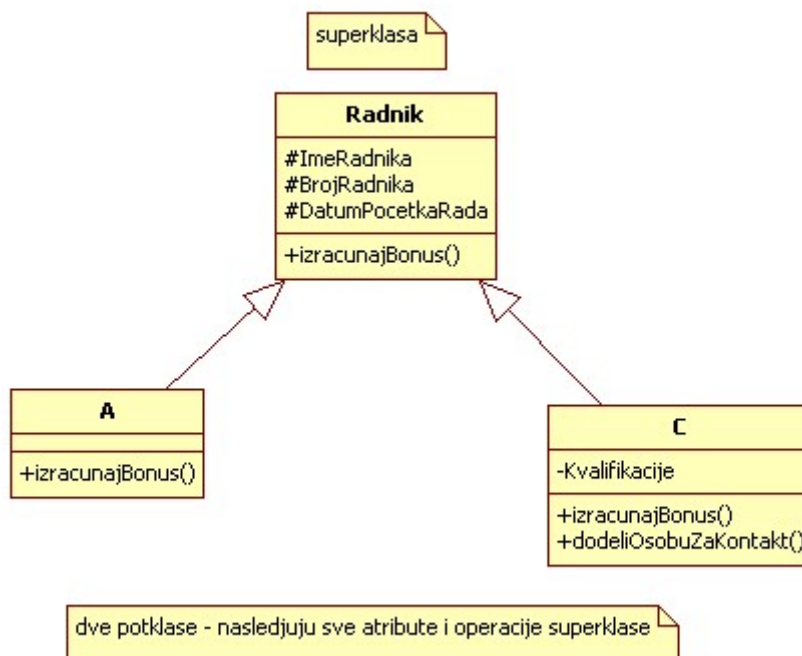 superklasa
Radnik
#ImeRadnika
#BrojRadnika
#DatumPocetkaRada
+izracunajBonus()
A
+izracunajBonus()
C
-Kvalifikacije
+izracunajBonus()
+dodeliOsobuZaKontakt()
dve potklase - nasledjuju sve atribute i operacije superklase